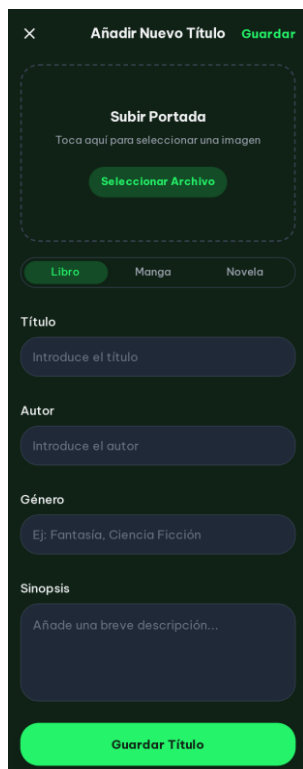 Añadir Nuevo Título Guardar
Subir Portada
Toca aquí para seleccionar una imagen
Seleccionar Archivo
Libro Manga Novela
Título
Introduce el título
Autor
Introduce el autor
Género
Ej: Fantasía, Ciencia Ficción
Sinopsis
Añade una breve descripción...
Guardar Título